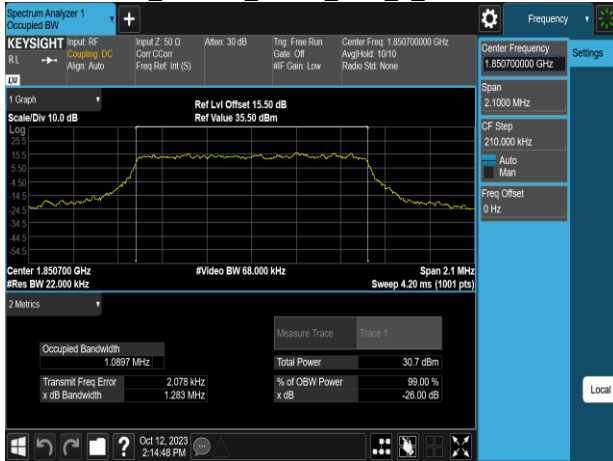 Spectrum Analyzer 1
Occupied BW
Frequency
KEYSIGHT
RL
LXI
Input: RF
Coupling: DC
Align: Auto
Input Z: 50 Ω
Corr CCorr
Freq Ref: Int (S)
Atten: 30 dB
Trig: Free Run
Gate: Off
#IF Gain: Low
Center Freq: 1.850700000 GHz
Avg|Hold: 10/10
Radio Std: None
Center Frequency
1.850700000 GHz
Settings
Span
2.1000 MHz
CF Step
210.000 kHz
Auto
Man
Freq Offset
0 Hz
Local
1 Graph
Scale/Div 10.0 dB
Ref Lvl Offset 15.50 dB
Ref Value 35.50 dBm
Log
25.5
15.5
5.50
-4.50
-14.5
-24.5
-34.5
-44.5
-54.5
Center 1.850700 GHz
#Video BW 68.000 kHz
Span 2.1 MHz
#Res BW 22.000 kHz
Sweep 4.20 ms (1001 pts)
2 Metrics
Measure Trace
Trace 1
Occupied Bandwidth
1.0897 MHz
Total Power
30.7 dBm
Transmit Freq Error
2.078 kHz
% of OBW Power
99.00 %
x dB Bandwidth
1.283 MHz
x dB
-26.00 dB
?
Oct 12, 2023
2:14:48 PM